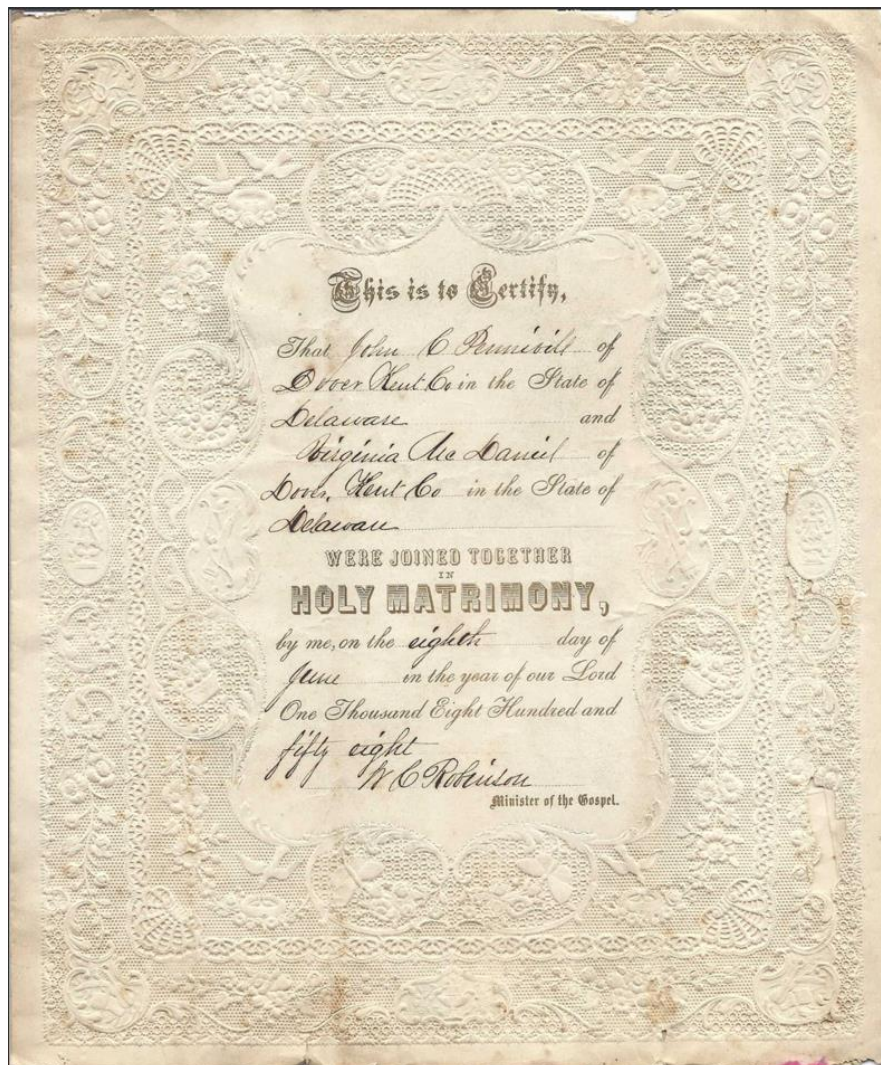 This is to Certify,
That John C Pennivill of
Dover Kent Co in the State of
Delaware and
Virginia Mc Daniel of
Dover, Kent Co in the State of
Delaware
WERE JOINED TOGETHER
IN
HOLY MATRIMONY,
by me, on the eighth day of
June in the year of our Lord
One Thousand Eight Hundred and
fifty eight
W C Robinson
Minister of the Gospel.